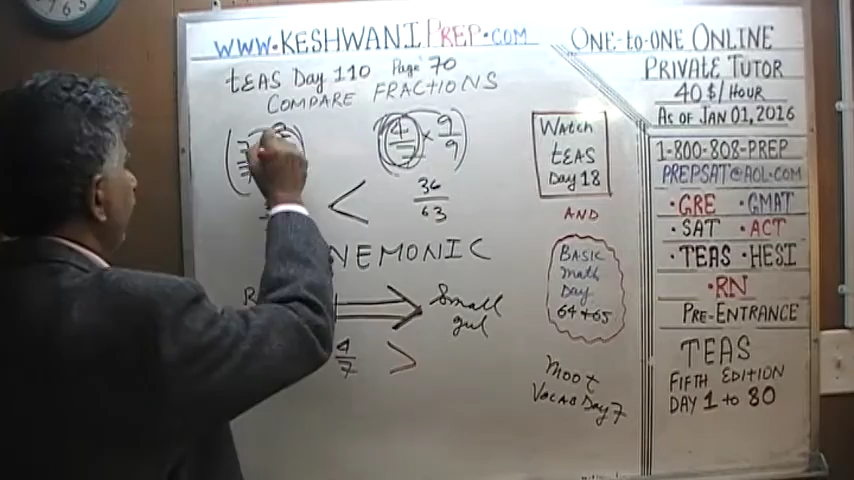 www.KESHWANIPREP.COM
TEAS Day 110 Page 70
COMPARE FRACTIONS
4/7 x 9/9
< 36/63
NEMONIC
Small
girl
4/7 >
WATCH
TEAS
Day 18
AND
BASIC
Math
Day
64+65
Moot
VOCAB Day 7
ONE-TO-ONE ONLINE
PRIVATE TUTOR
40 $/HOUR
AS OF JAN 01, 2016
1-800-808-PREP
PREPSAT@AOL.COM
• GRE • GMAT
• SAT • ACT
• TEAS • HESI
• RN
PRE-ENTRANCE
TEAS
FIFTH EDITION
DAY 1 TO 80